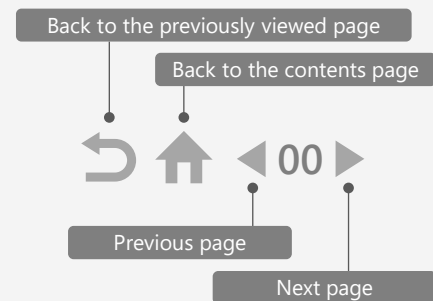 Back to the previously viewed page
Back to the contents page
00
Previous page
Next page